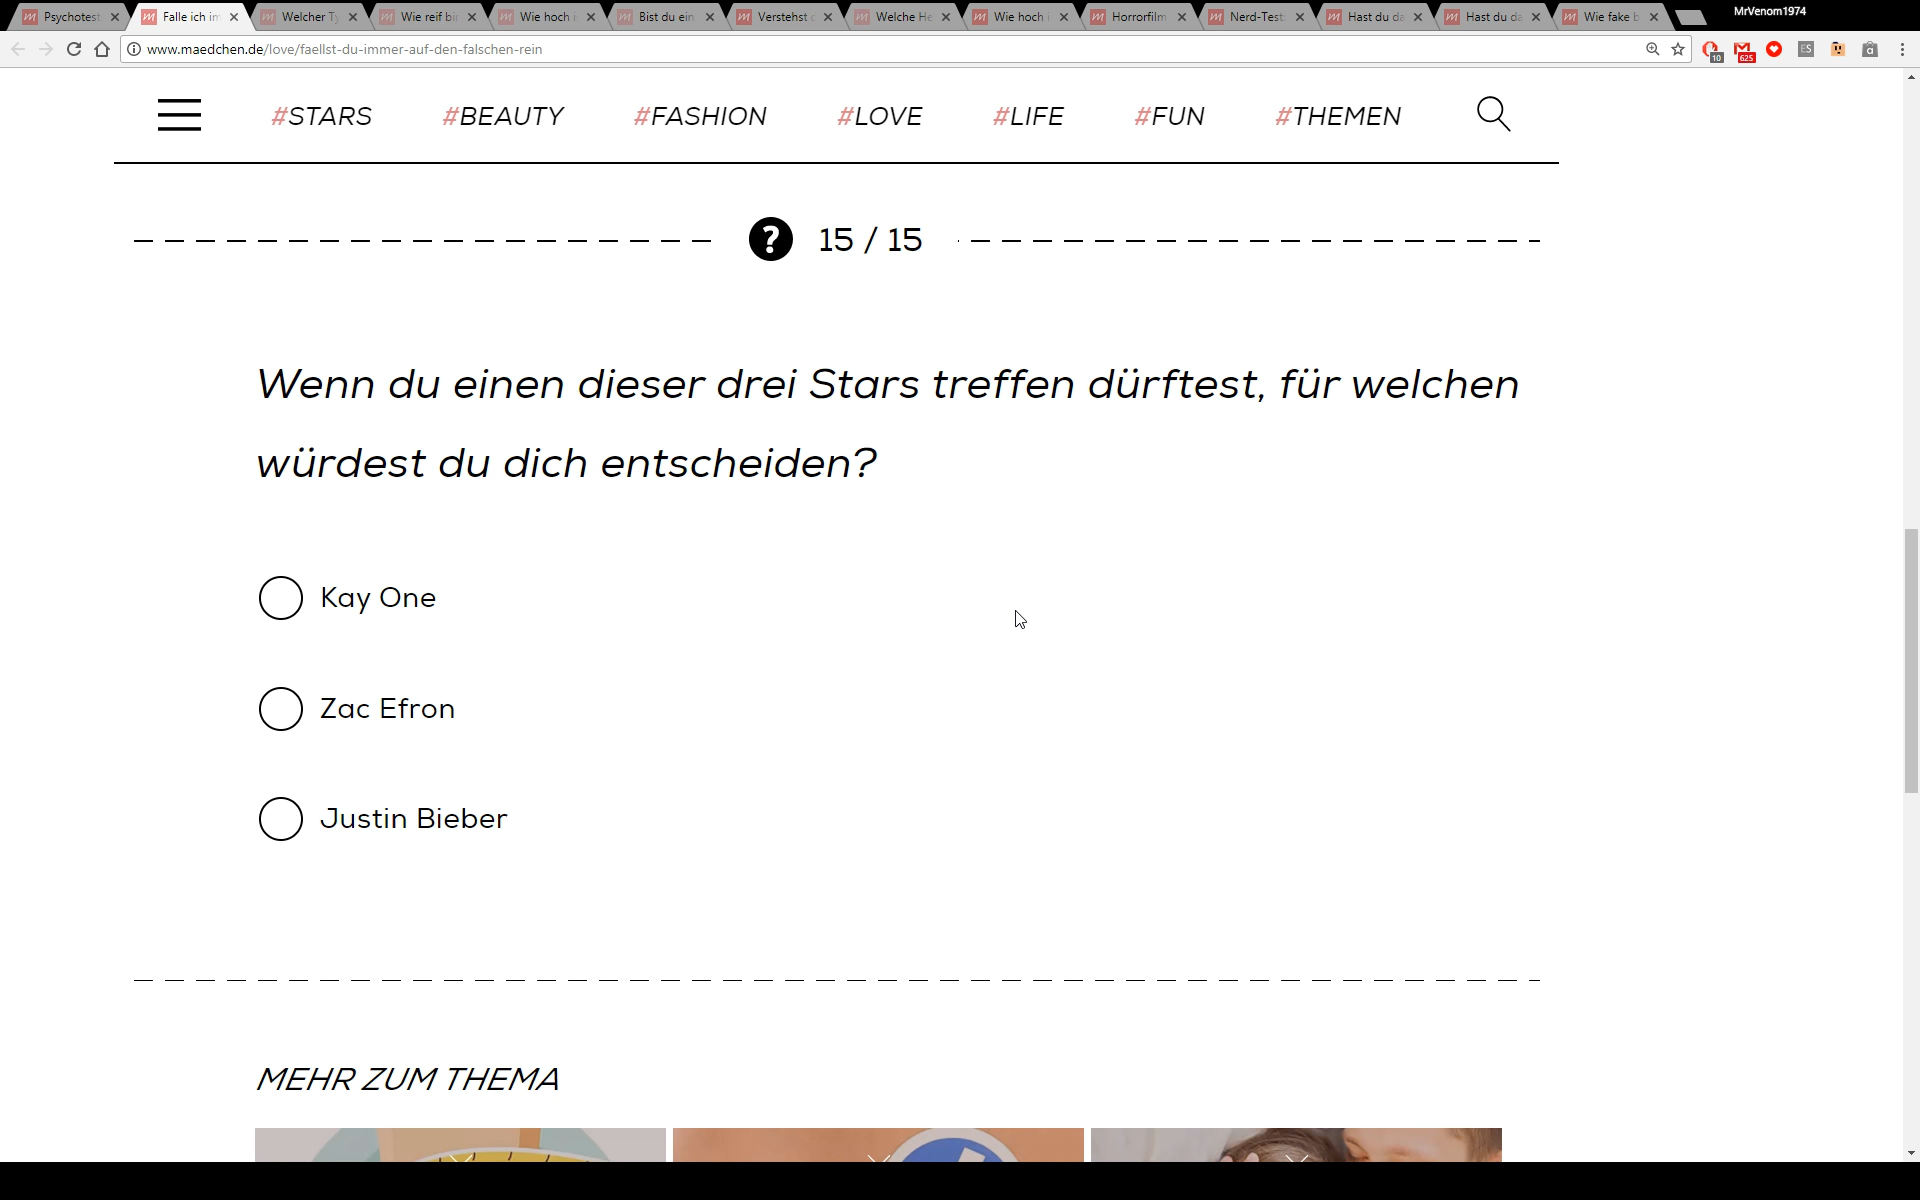 Psychotest
Falle ich im
Welcher Ty
Wie reif bin
Wie hoch
Bist du ein
Verstehst
Welche He
Wie hoch
Horrorfilm
Nerd-Test:
Hast du da
Hast du da
Wie fake b
MrVenom1974
www.maedchen.de/love/faellst-du-immer-auf-den-falschen-rein
10
625
ES
#STARS
#BEAUTY
#FASHION
#LOVE
#LIFE
#FUN
#THEMEN
? 15 / 15
Wenn du einen dieser drei Stars treffen dürftest, für welchen
würdest du dich entscheiden?
Kay One
Zac Efron
Justin Bieber
MEHR ZUM THEMA